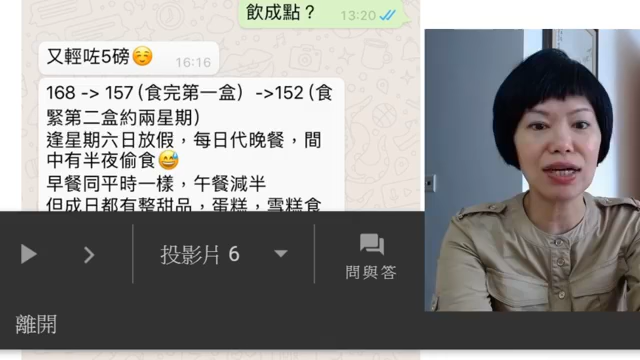 飲成點？
13:20
又輕咗5磅☺️
16:16
168 -> 157 (食完第一盒）->152 (食
緊第二盒約兩星期）
逢星期六日放假，每日代晚餐，間
中有半夜偷食😅
早餐同平時一樣，午餐減半
但成日都有整甜品，蛋糕，雪糕食
投影片 6
問與答
離開